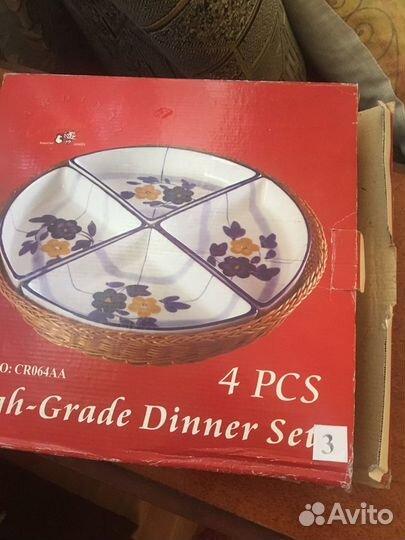 O: CR064AA
4 PCS
gh-Grade Dinner Set
3
Avito